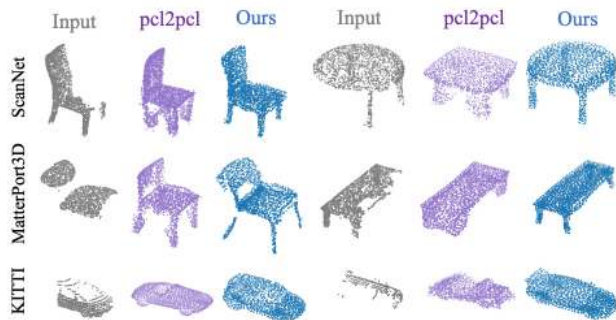 Input pcl2pcl Ours Input pcl2pcl Ours
ScanNet
MatterPort3D
KITTI